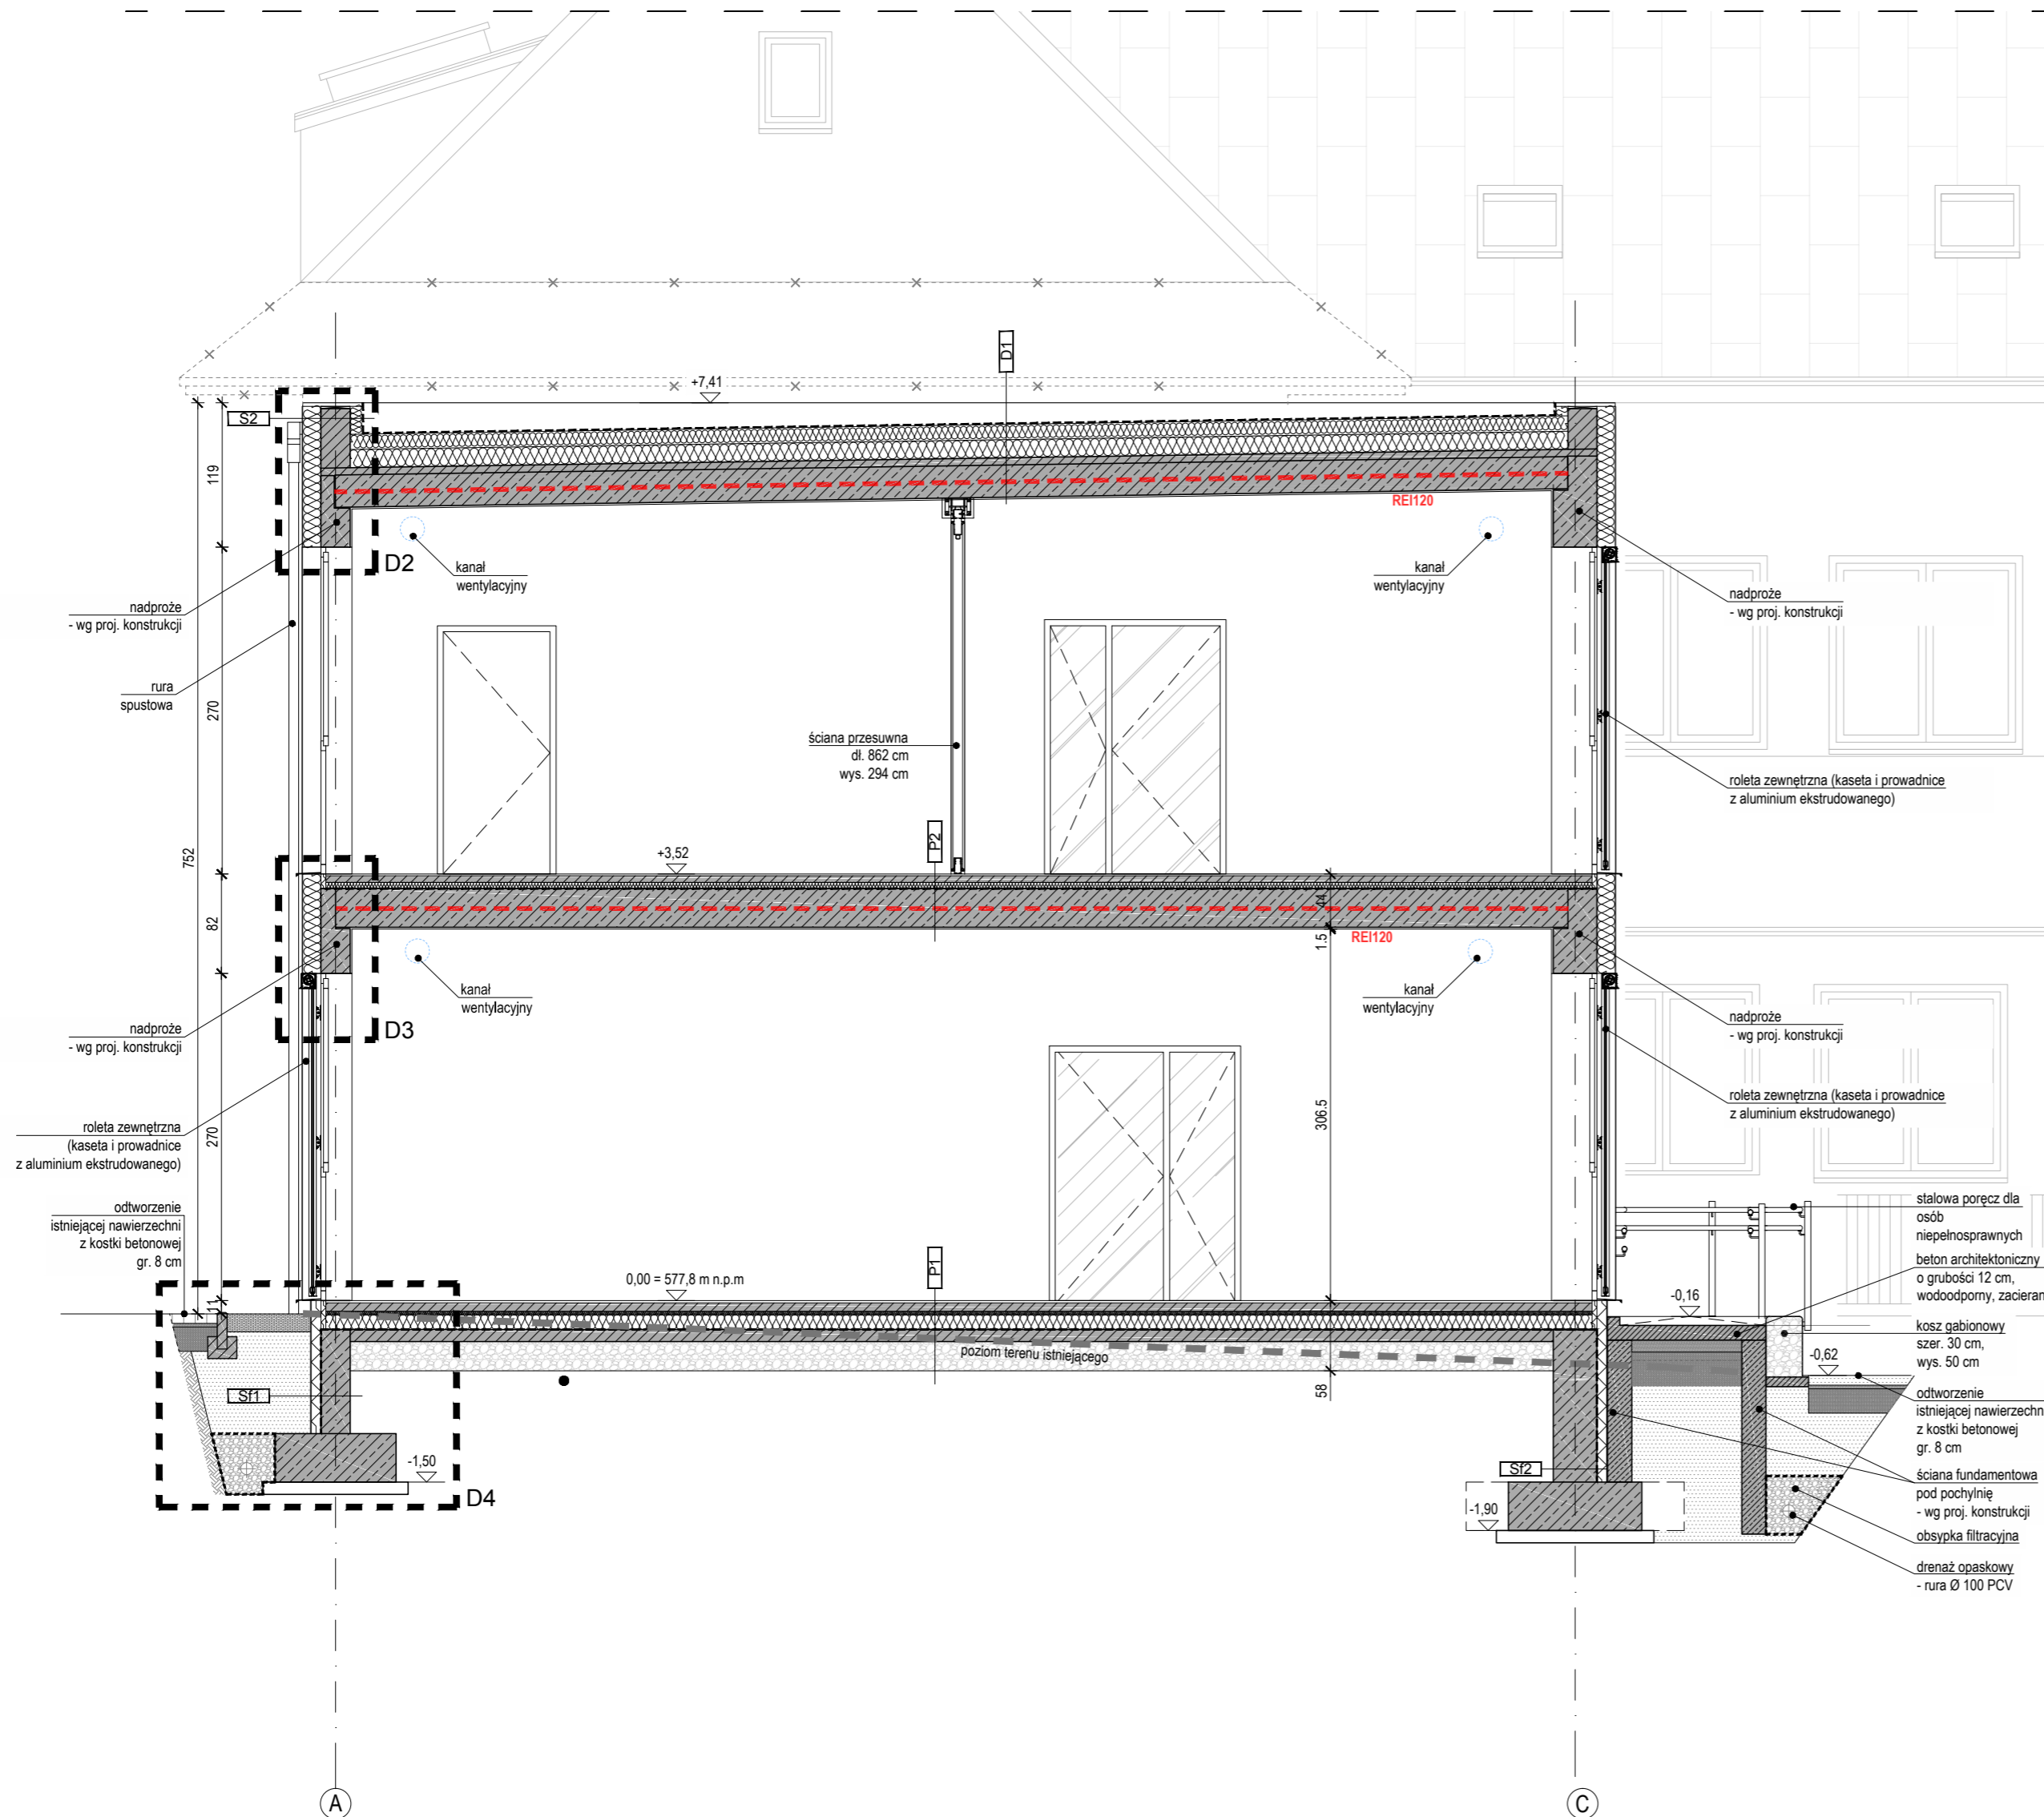 D1
+7,41
S2
119
REI120
D2
kanał
wentylacyjny
kanał
wentylacyjny
nadproże
- wg proj. konstrukcji
nadproże
- wg proj. konstrukcji
rura
spustowa
270
ściana przesuwna
dł. 862 cm
wys. 294 cm
roleta zewnętrzna (kaseta i prowadnice
z aluminium ekstrudowanego)
752
P2
+3,52
44
82
1.5
REI120
kanał
wentylacyjny
kanał
wentylacyjny
D3
nadproże
- wg proj. konstrukcji
nadproże
- wg proj. konstrukcji
roleta zewnętrzna (kaseta i prowadnice
z aluminium ekstrudowanego)
306.5
270
roleta zewnętrzna
(kaseta i prowadnice
z aluminium ekstrudowanego)
odtworzenie
istniejącej nawierzechni
z kostki betonowej
gr. 8 cm
stalowa poręcz dla
osób
niepełnosprawnych
beton architektoniczny
o grubości 12 cm,
wodoodporny, zacieran
P1
0,00 = 577,8 m n.p.m
11
-0,16
kosz gabionowy
szer. 30 cm,
wys. 50 cm
poziom terenu istniejącego
-0,62
58
Sf1
odtworzenie
istniejącej nawierzechn
z kostki betonowej
gr. 8 cm
-1,50
D4
Sf2
ściana fundamentowa
pod pochylnię
- wg proj. konstrukcji
-1,90
obsypka filtracyjna
drenaż opaskowy
- rura Ø 100 PCV
A
C